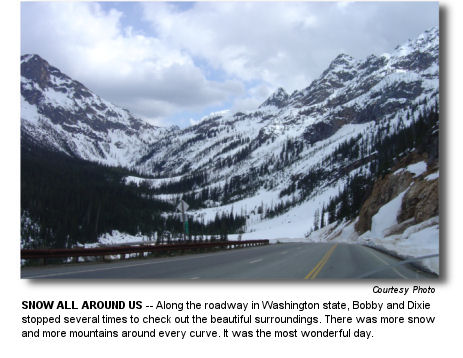 Courtesy Photo
SNOW ALL AROUND US -- Along the roadway in Washington state, Bobby and Dixie
stopped several times to check out the beautiful surroundings. There was more snow
and more mountains around every curve. It was the most wonderful day.